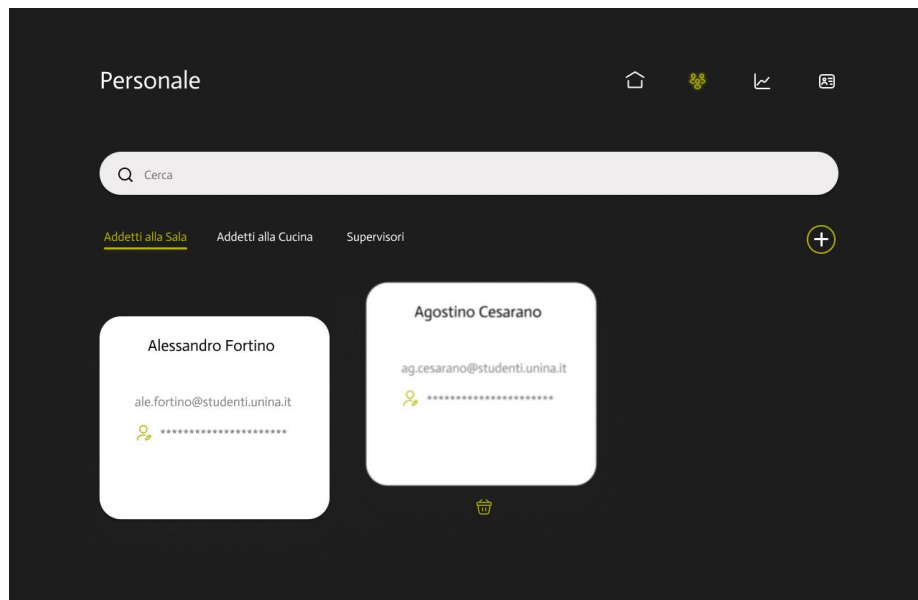 Personale
Cerca
Addetti alla Sala
Addetti alla Cucina
Supervisori
Alessandro Fortino
ale.fortino@studenti.unina.it
**********************
Agostino Cesarano
ag.cesarano@studenti.unina.it
**********************